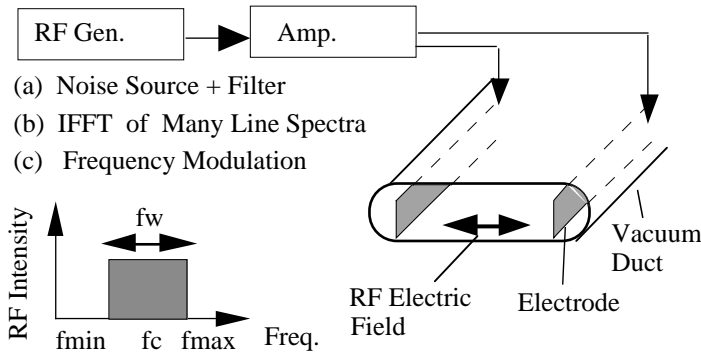 RF Gen.
Amp.
(a) Noise Source + Filter
(b) IFFT of Many Line Spectra
(c) Frequency Modulation
RF Intensity
fw
fmin
fc
fmax
Freq.
RF Electric
Field
Electrode
Vacuum
Duct